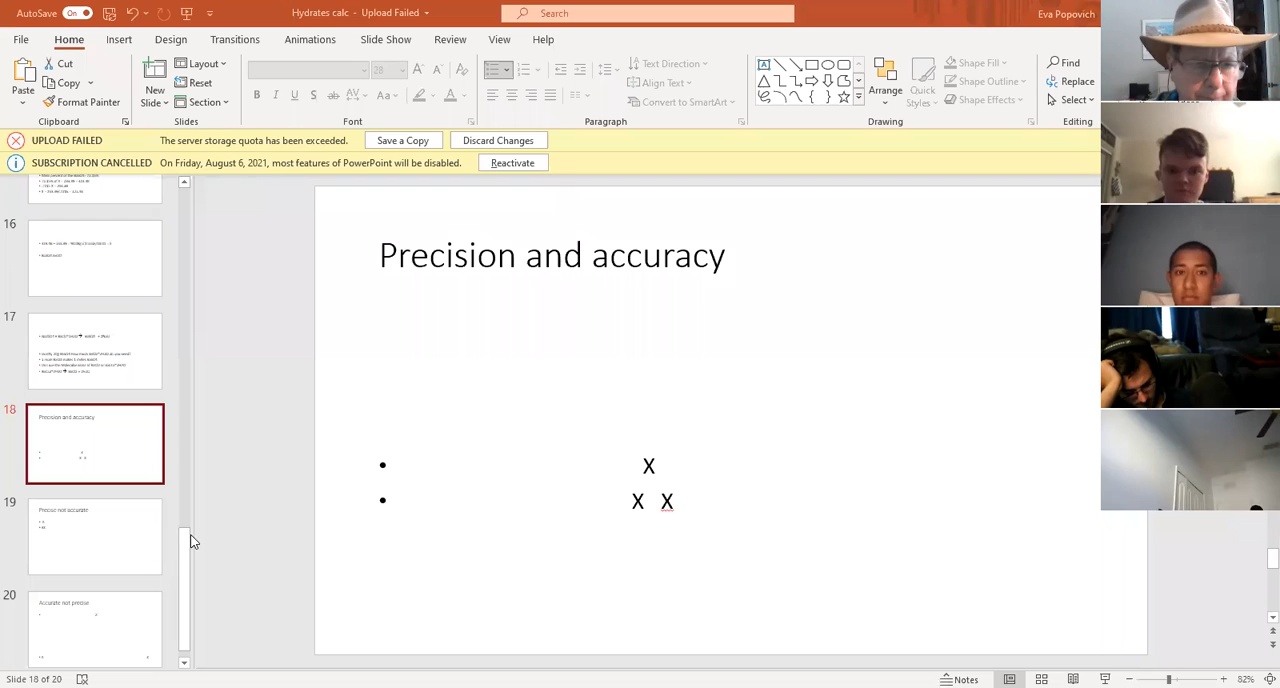 AutoSave On Hydrates calc - Upload Failed Search Eva Popovich
File Home Insert Design Transitions Animations Slide Show Review View Help
Cut Layout 28 Text Direction Shape Fill Find
Copy Reset Align Text Shape Outline Replace
Paste Format Painter New Slide Section B I U S ab AV Aa A Convert to SmartArt Arrange Quick Styles Shape Effects Select
Clipboard Slides Font Paragraph Drawing Editing
UPLOAD FAILED The server storage quota has been exceeded. Save a Copy Discard Changes
SUBSCRIPTION CANCELLED On Friday, August 6, 2021, most features of PowerPoint will be disabled. Reactivate
16
17
18
Precision and accuracy
19
Precise not accurate
20
Accurate not precise
Precision and accuracy
• X
• X X
Slide 18 of 20 Notes 82%